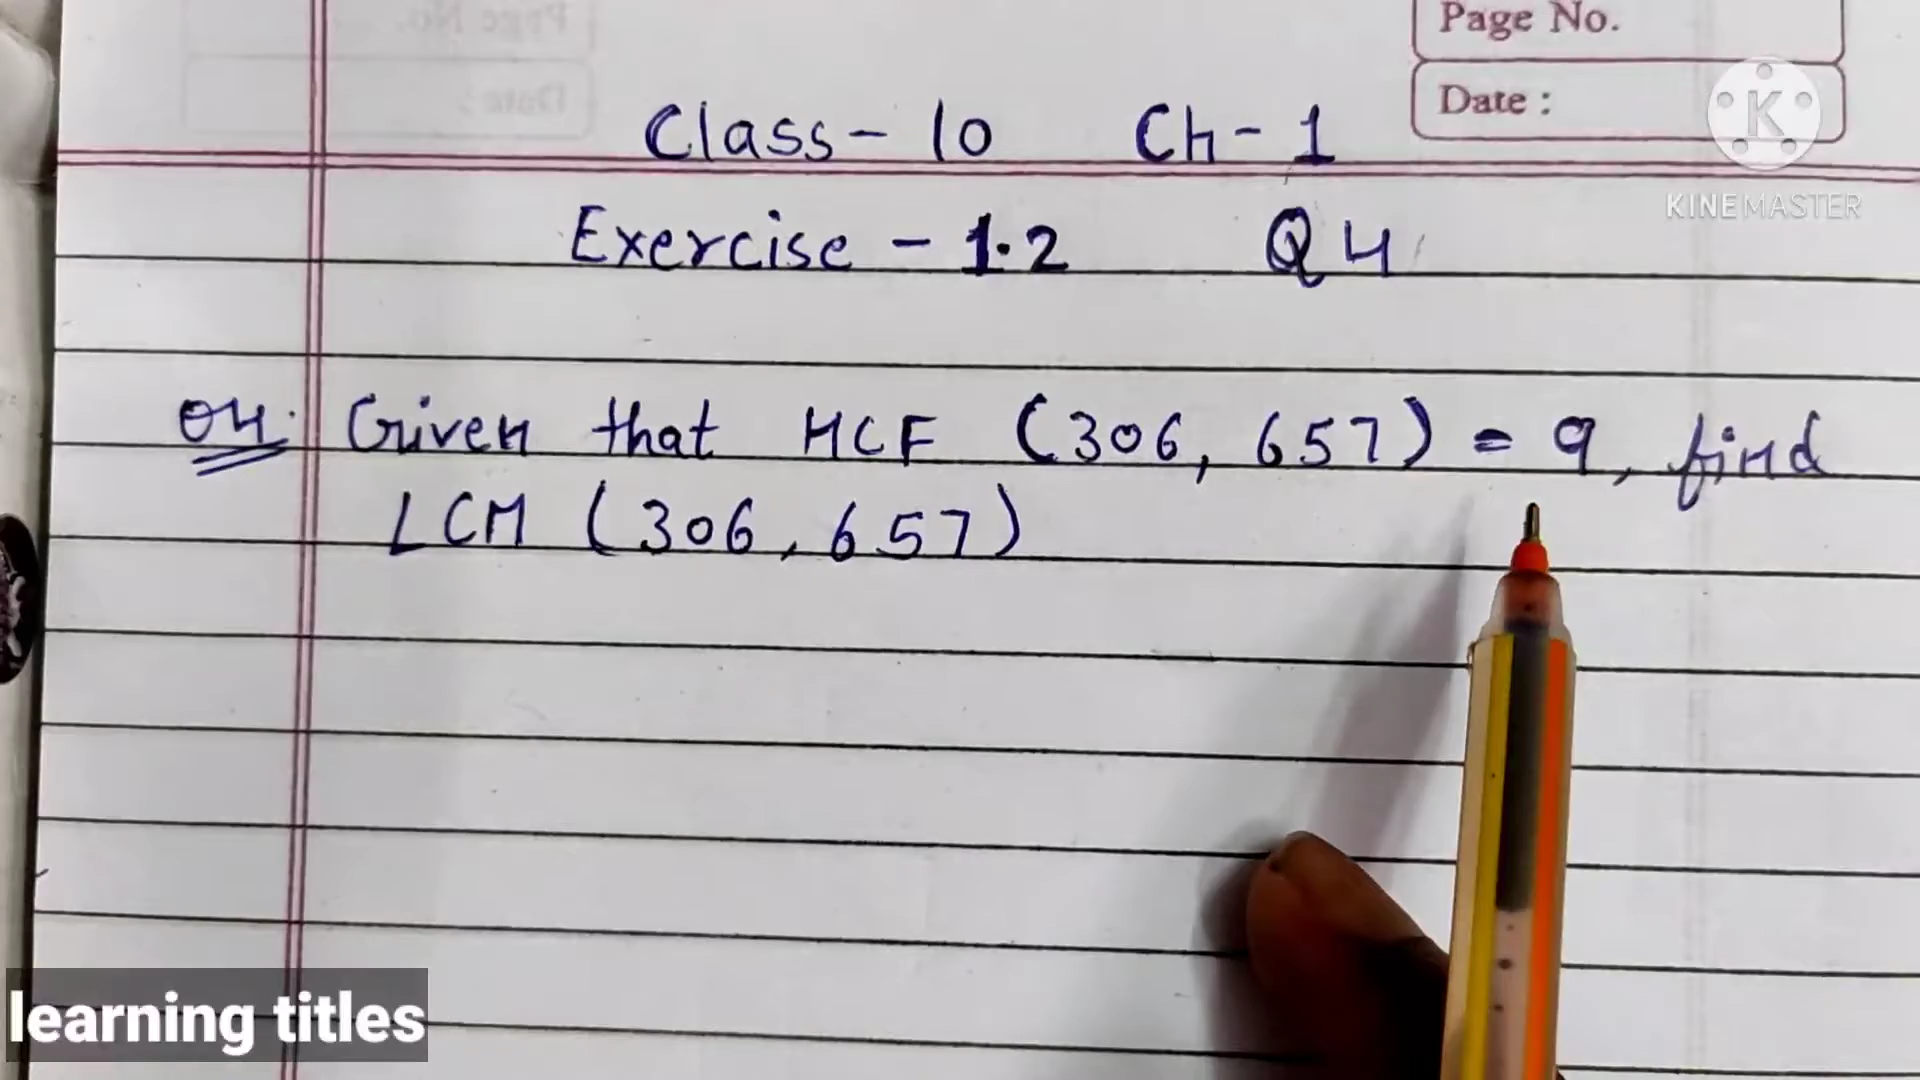 Page No.
Date :
KINEMASTER
Class - 10 Ch - 1
Exercise - 1.2 Q4
Q4. Given that HCF (306, 657) = 9, find
LCM (306, 657)
learning titles